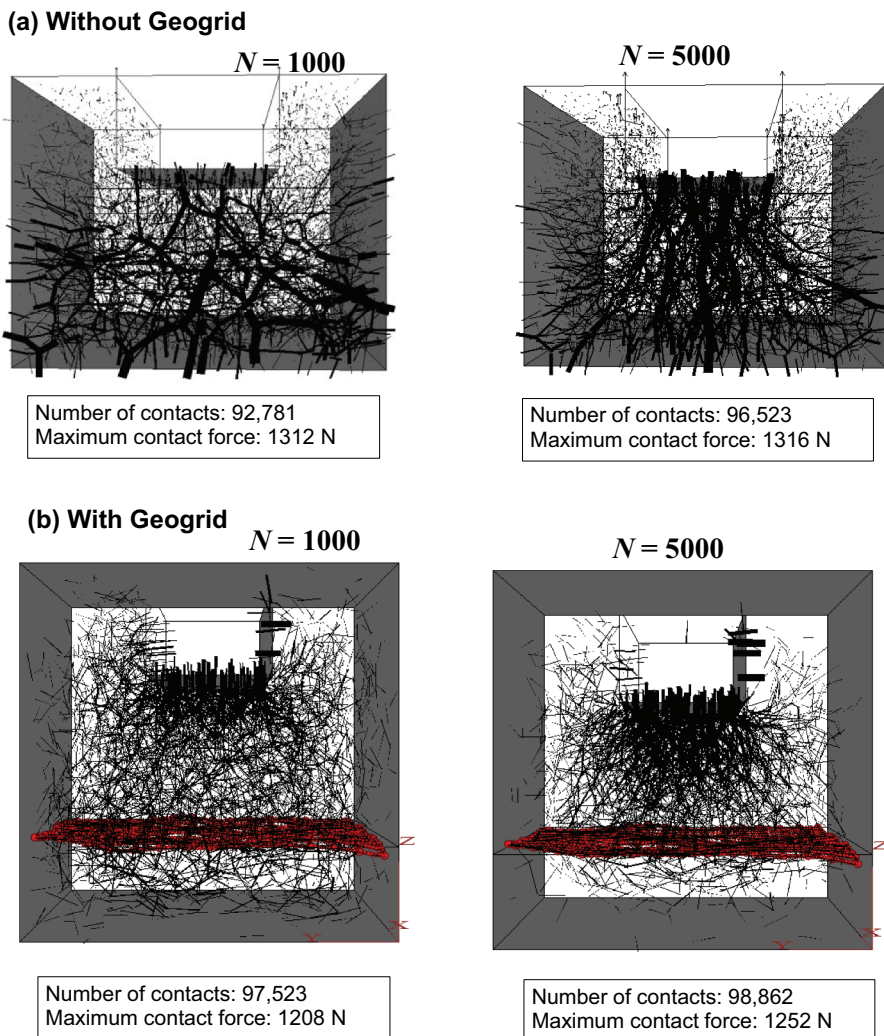 (a) Without Geogrid
N = 1000
N = 5000
Number of contacts: 92,781
Maximum contact force: 1312 N
Number of contacts: 96,523
Maximum contact force: 1316 N
(b) With Geogrid
N = 1000
N = 5000
Z
X
Y
Z
X
Y
Number of contacts: 97,523
Maximum contact force: 1208 N
Number of contacts: 98,862
Maximum contact force: 1252 N